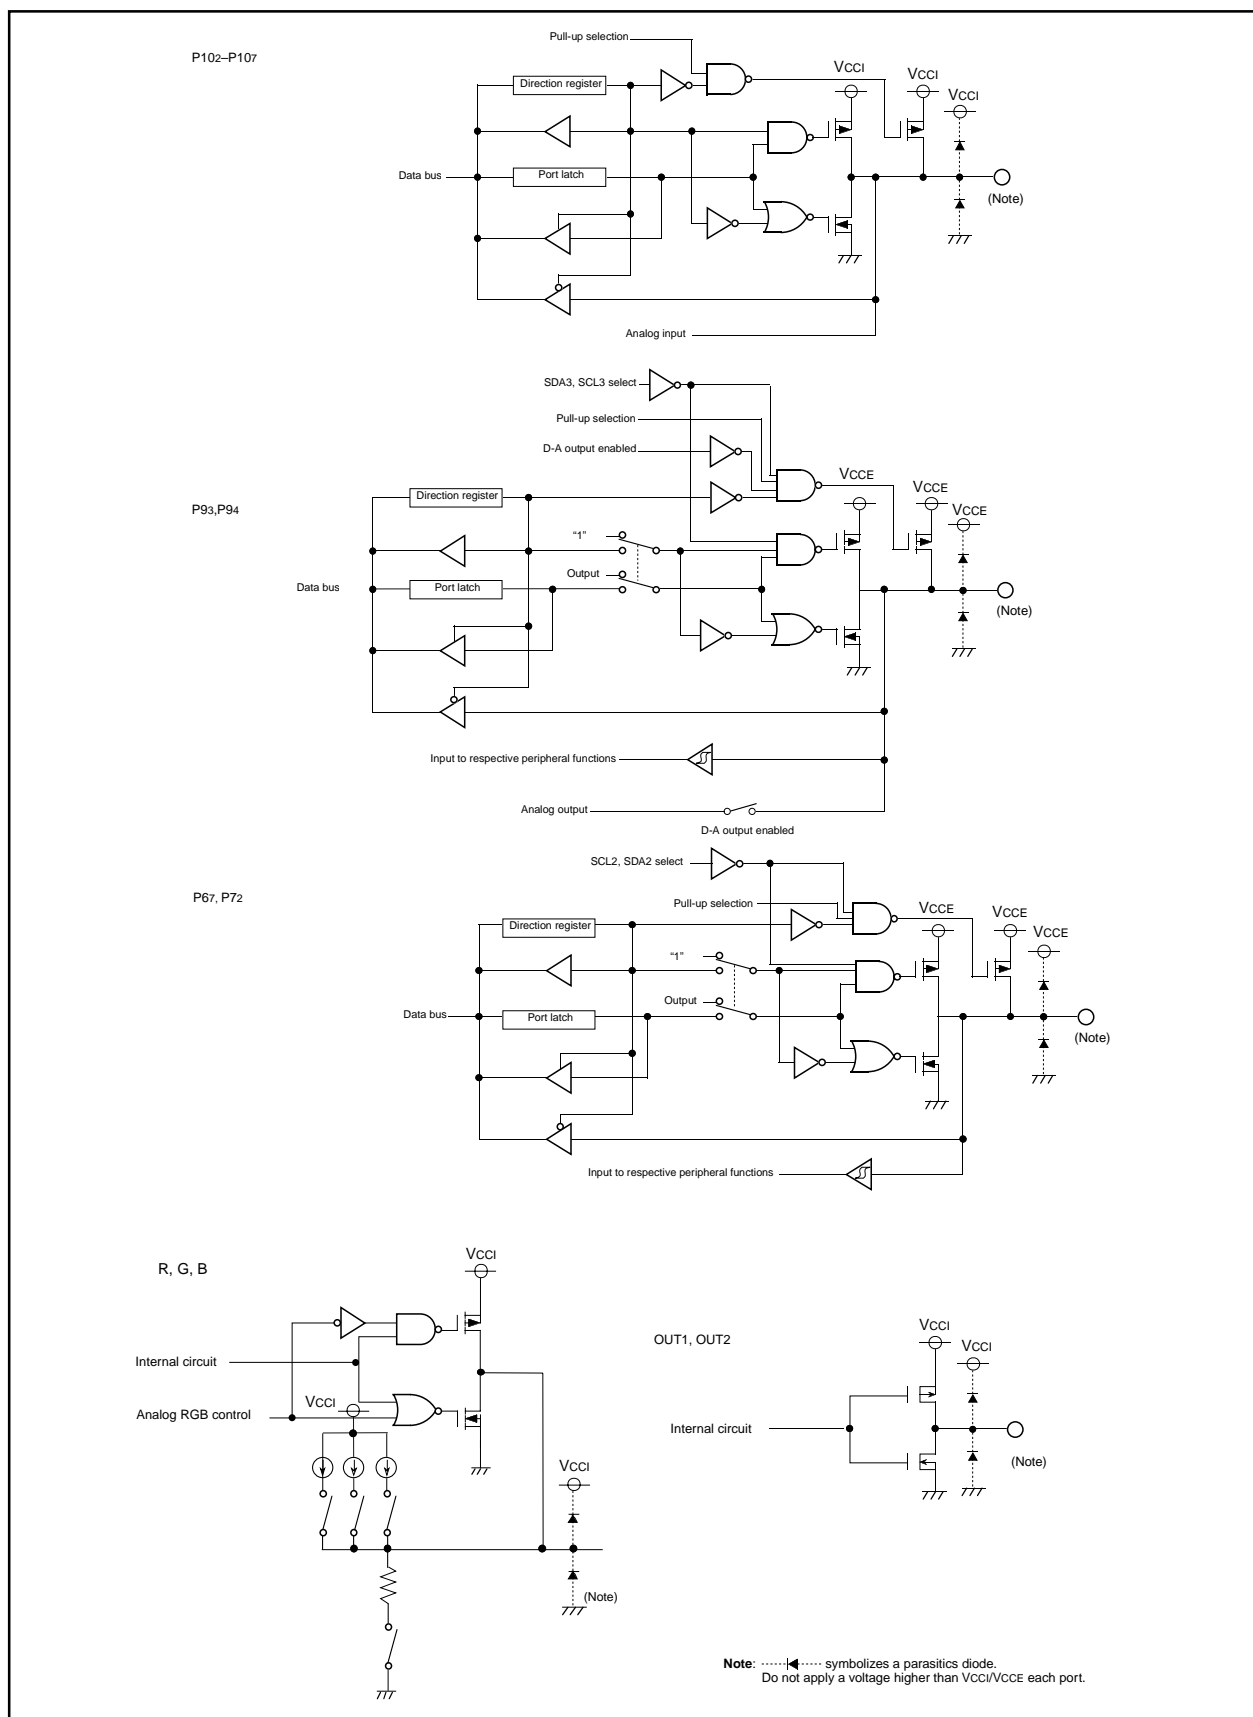 P102–P107
Pull-up selection
VCCI
VCCI
VCCI
Direction register
Data bus
Port latch
(Note)
Analog input
P93,P94
SDA3, SCL3 select
Pull-up selection
D-A output enabled
VCCE
VCCE
VCCE
Direction register
“1”
Output
Data bus
Port latch
(Note)
Input to respective peripheral functions
Analog output
D-A output enabled
P67, P72
SCL2, SDA2 select
Pull-up selection
VCCE
VCCE
VCCE
Direction register
“1”
Output
Data bus
Port latch
(Note)
Input to respective peripheral functions
R, G, B
VCCI
Internal circuit
VCCI
Analog RGB control
VCCI
(Note)
OUT1, OUT2
VCCI
VCCI
Internal circuit
(Note)
Note: symbolizes a parasitics diode.
Do not apply a voltage higher than VCCI/VCCE each port.